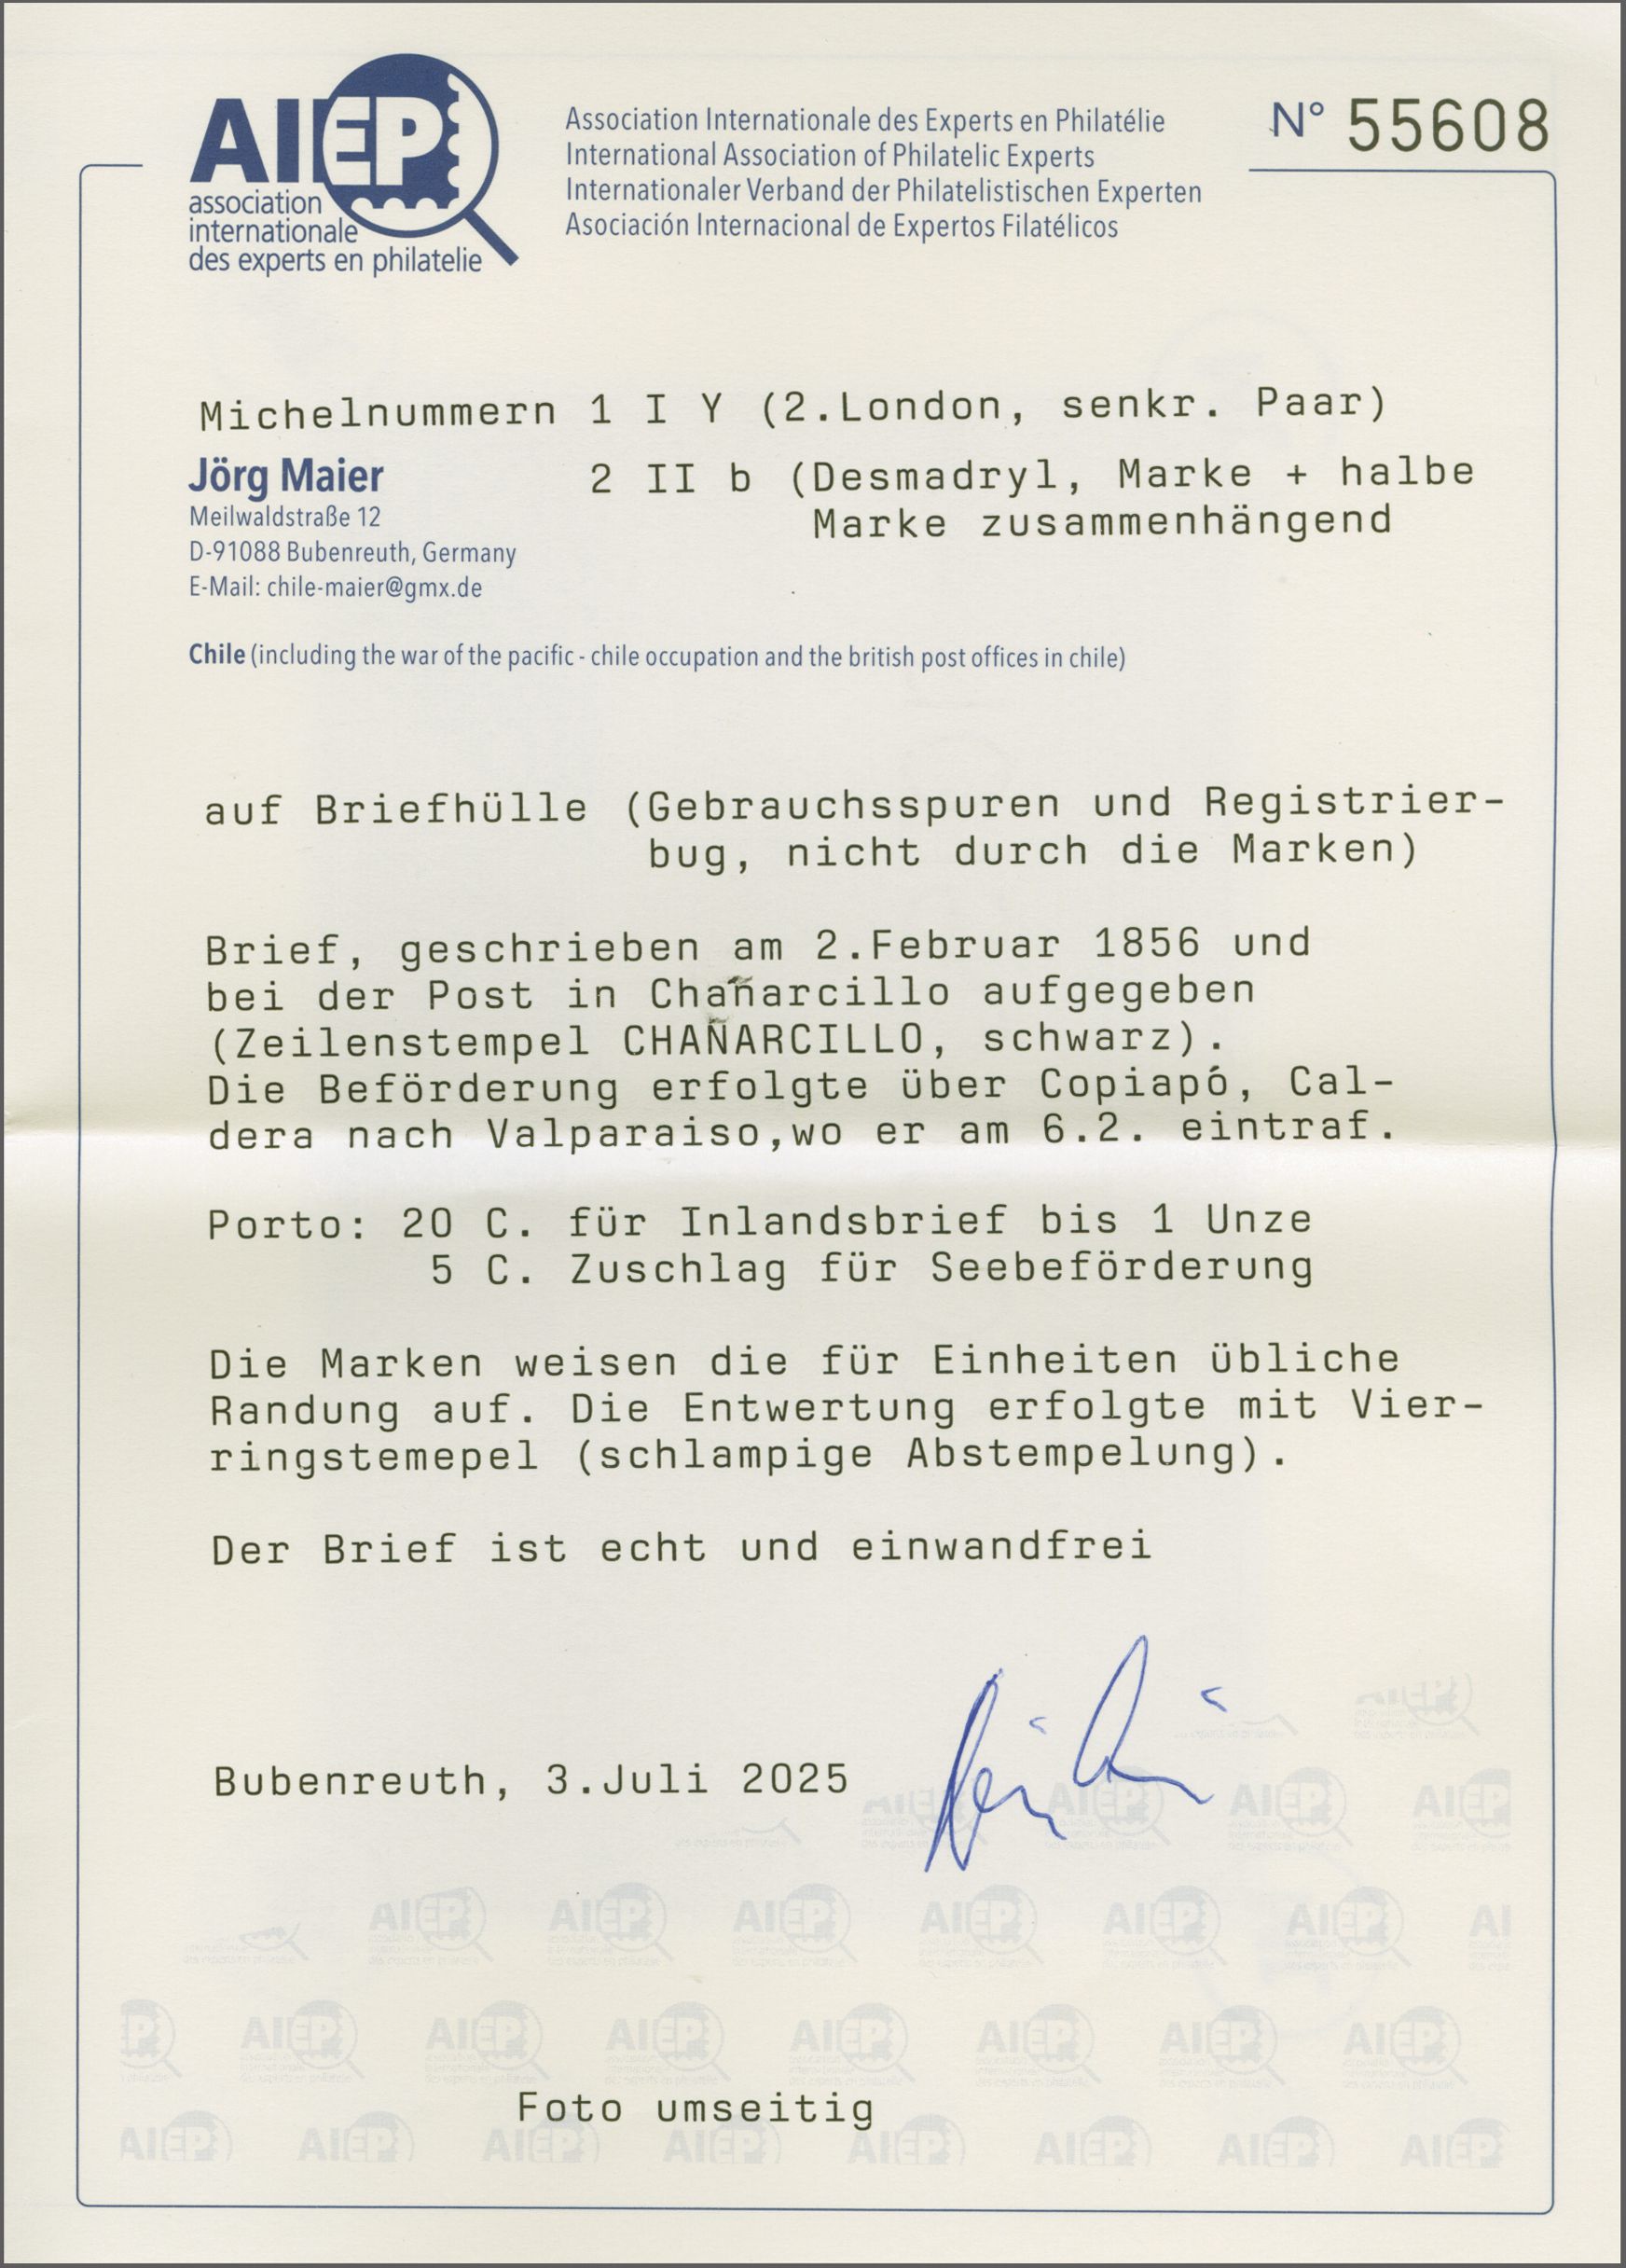 AIEP
association
internationale
des experts en philatelie
Association Internationale des Experts en Philatélie
International Association of Philatelic Experts
Internationaler Verband der Philatelistischen Experten
Asociación Internacional de Expertos Filatélicos
N° 55608
Michelnummern 1 I Y (2.London, senkr. Paar)
2 II b (Desmadryl, Marke + halbe
Marke zusammenhängend
Jörg Maier
Meilwaldstraße 12
D-91088 Bubenreuth, Germany
E-Mail: chile-maier@gmx.de
Chile (including the war of the pacific - chile occupation and the british post offices in chile)
auf Briefhülle (Gebrauchsspuren und Registrier-
bug, nicht durch die Marken)
Brief, geschrieben am 2.Februar 1856 und
bei der Post in Chañarcillo aufgegeben
(Zeilenstempel CHAÑARCILLO, schwarz).
Die Beförderung erfolgte über Copiapó, Cal-
dera nach Valparaiso,wo er am 6.2. eintraf.
Porto: 20 C. für Inlandsbrief bis 1 Unze
5 C. Zuschlag für Seebeförderung
Die Marken weisen die für Einheiten übliche
Randung auf. Die Entwertung erfolgte mit Vier-
ringstemepel (schlampige Abstempelung).
Der Brief ist echt und einwandfrei
Bubenreuth, 3.Juli 2025
Foto umseitig